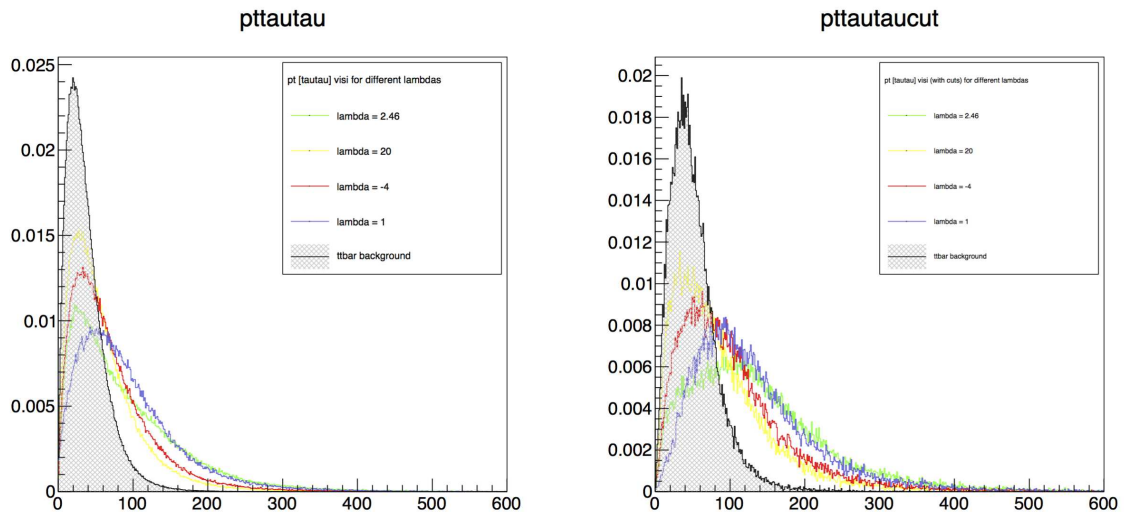 pttautau
0.025
0.02
0.015
0.01
0.005
0
0 100 200 300 400 500 600
pt [tautau] visi for different lambdas
lambda = 2.46
lambda = 20
lambda = -4
lambda = 1
ttbar background
pttautaucut
0.02
0.018
0.016
0.014
0.012
0.01
0.008
0.006
0.004
0.002
0
0 100 200 300 400 500 600
pt [tautau] visi (with cuts) for different lambdas
lambda = 2.46
lambda = 20
lambda = -4
lambda = 1
ttbar background